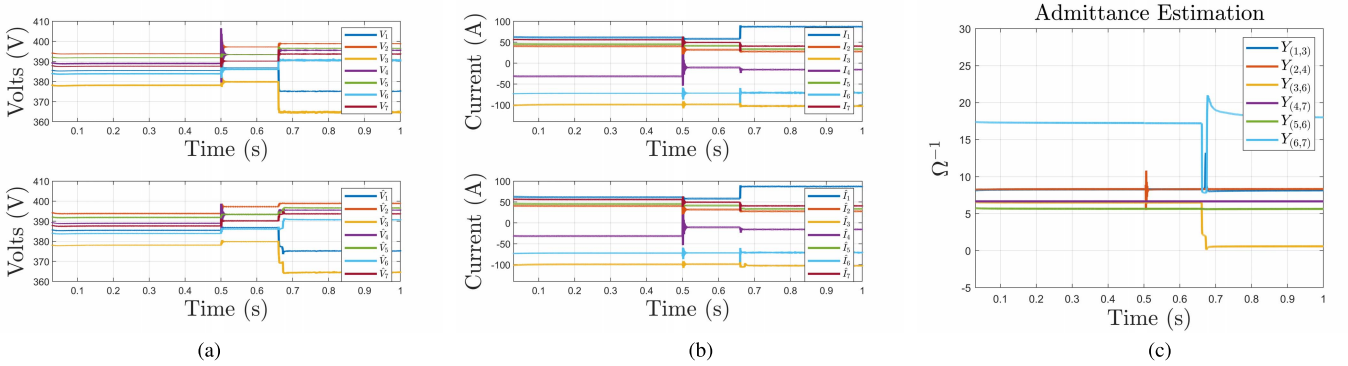 Volts (V)
410
400
390
380
370
360
0.1 0.2 0.3 0.4 0.5 0.6 0.7 0.8 0.9 1
Time (s)
V₁
V₂
V₃
V₄
V₅
V₆
V₇
Volts (V)
410
400
390
380
370
360
0.1 0.2 0.3 0.4 0.5 0.6 0.7 0.8 0.9 1
Time (s)
V̂₁
V̂₂
V̂₃
V̂₄
V̂₅
V̂₆
V̂₇
(a)
Current (A)
50
0
-50
-100
0.1 0.2 0.3 0.4 0.5 0.6 0.7 0.8 0.9 1
Time (s)
I₁
I₂
I₃
I₄
I₅
I₆
I₇
Current (A)
50
0
-50
-100
0.1 0.2 0.3 0.4 0.5 0.6 0.7 0.8 0.9 1
Time (s)
Î₁
Î₂
Î₃
Î₄
Î₅
Î₆
Î₇
(b)
Admittance Estimation
Ω⁻¹
30
25
20
15
10
5
0
-5
0.1 0.2 0.3 0.4 0.5 0.6 0.7 0.8 0.9 1
Time (s)
Y₍₁,₃₎
Y₍₂,₄₎
Y₍₃,₆₎
Y₍₄,₇₎
Y₍₅,₆₎
Y₍₆,₇₎
(c)